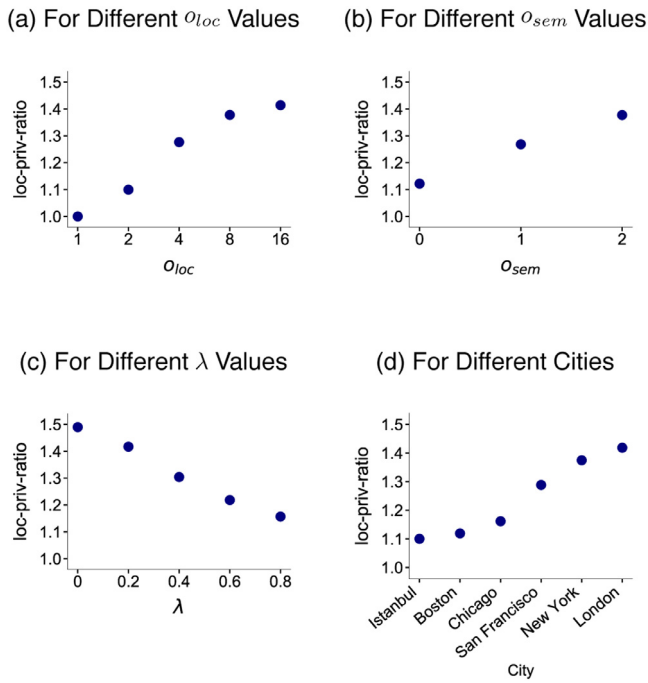 (a) For Different o_loc Values
loc-priv-ratio
1.5
1.4
1.3
1.2
1.1
1.0
1 2 4 8 16
o_loc
(b) For Different o_sem Values
loc-priv-ratio
1.5
1.4
1.3
1.2
1.1
1.0
0 1 2
o_sem
(c) For Different λ Values
loc-priv-ratio
1.5
1.4
1.3
1.2
1.1
1.0
0 0.2 0.4 0.6 0.8
λ
(d) For Different Cities
loc-priv-ratio
1.5
1.4
1.3
1.2
1.1
1.0
Istanbul
Boston
Chicago
San Francisco
New York
London
City